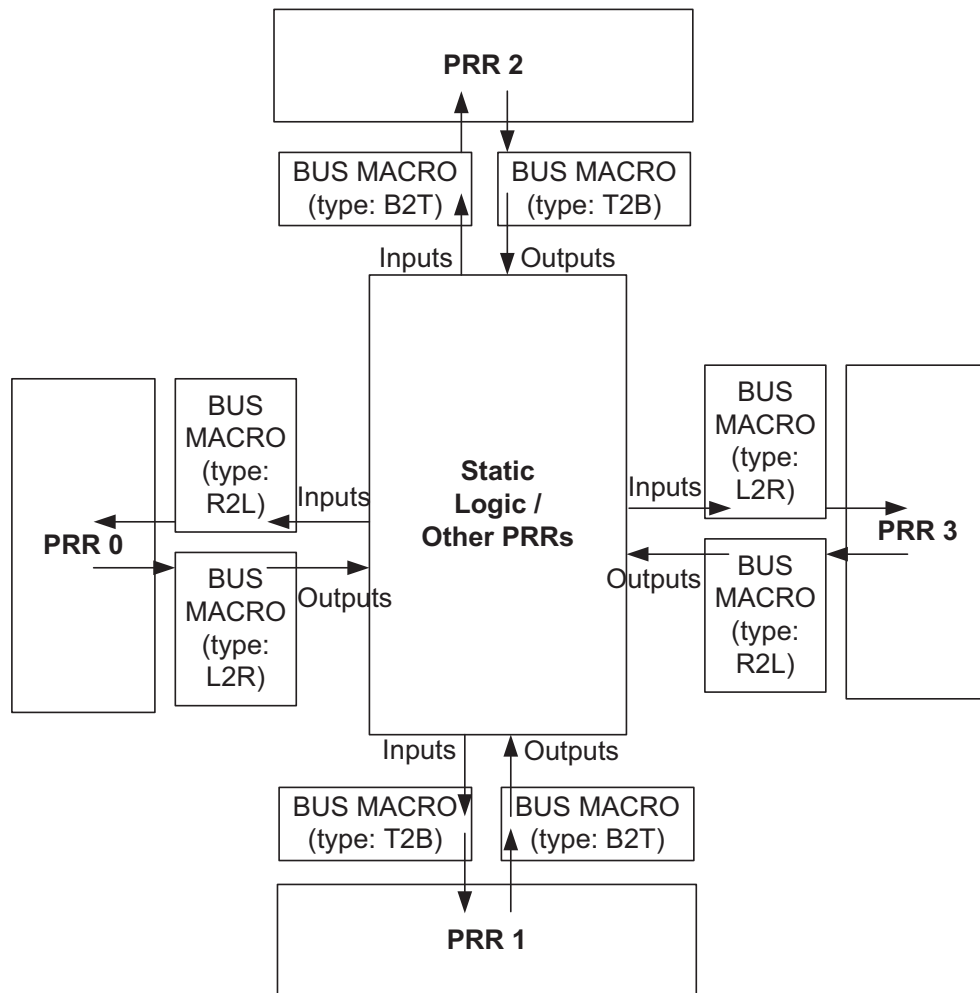 PRR 2
BUS MACRO
(type: B2T)
BUS MACRO
(type: T2B)
Inputs
Outputs
PRR 0
BUS
MACRO
(type:
R2L)
Inputs
BUS
MACRO
(type:
L2R)
Outputs
Static
Logic /
Other PRRs
Inputs
BUS
MACRO
(type:
L2R)
Outputs
BUS
MACRO
(type:
R2L)
PRR 3
Inputs
Outputs
BUS MACRO
(type: T2B)
BUS MACRO
(type: B2T)
PRR 1